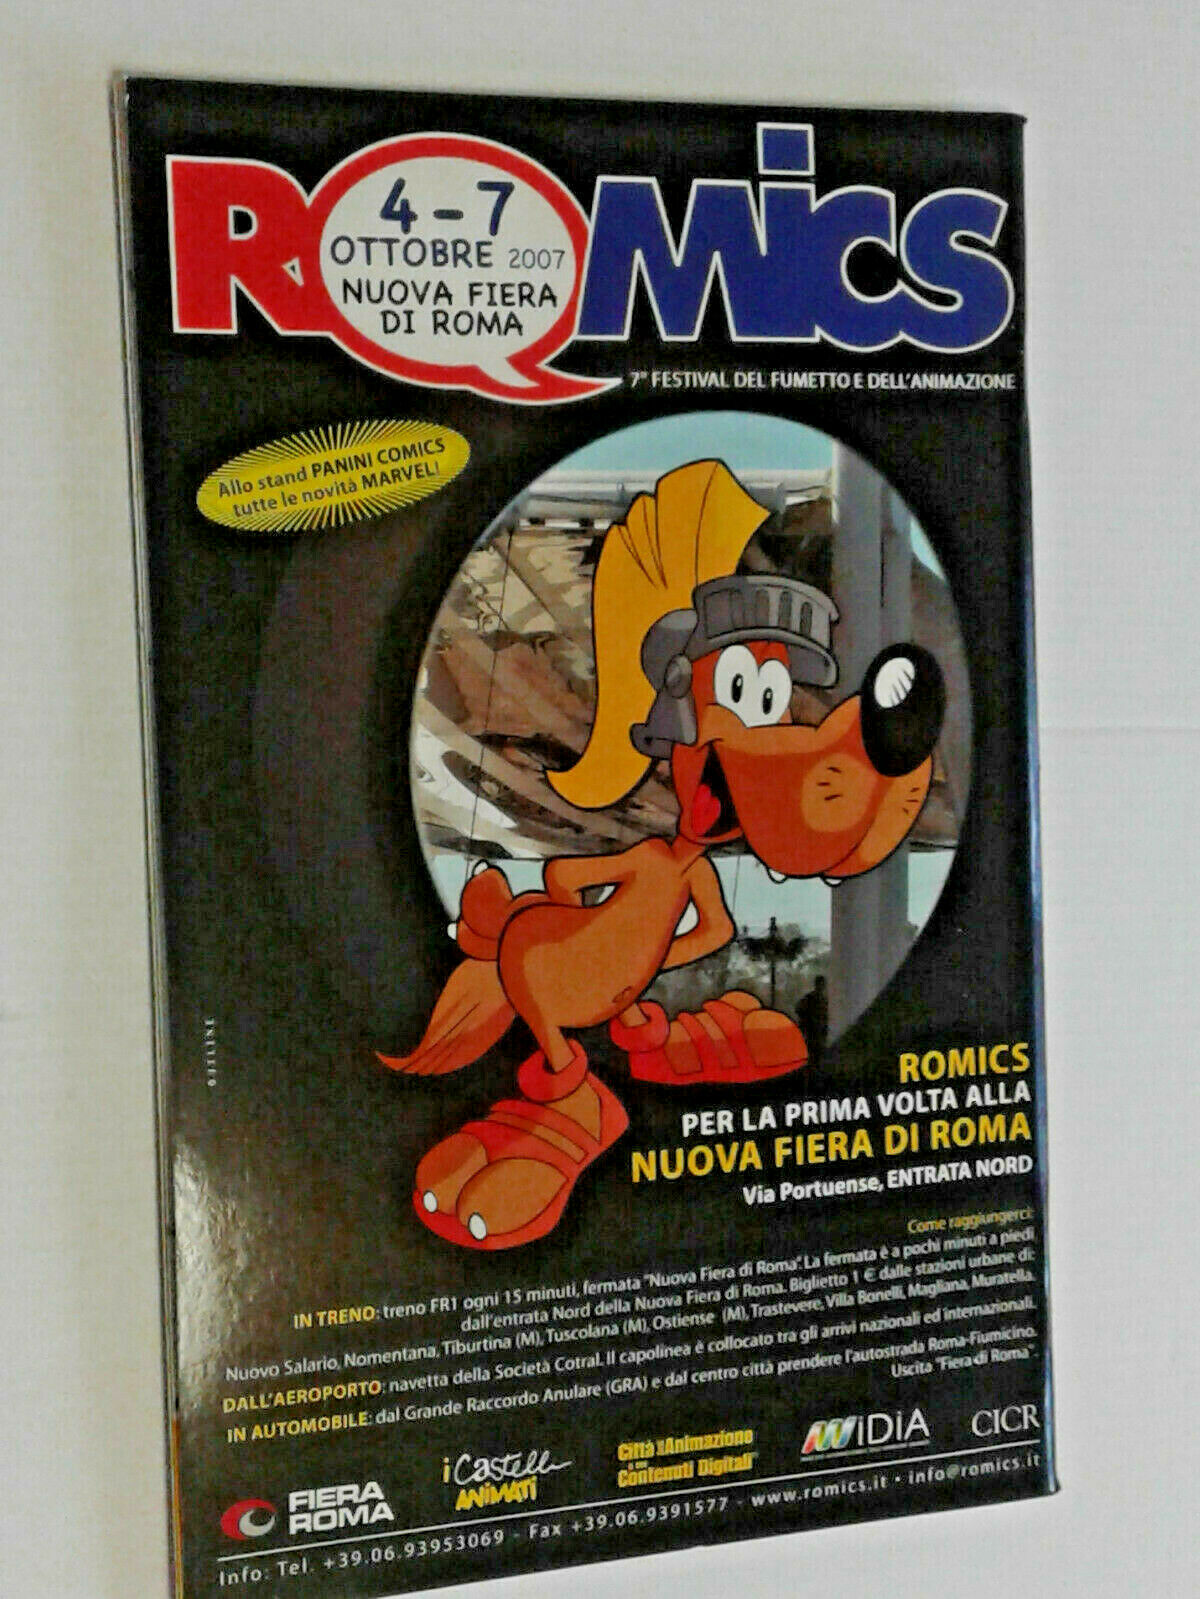 ROMICS
4-7
OTTOBRE 2007
NUOVA FIERA
DI ROMA
7° FESTIVAL DEL FUMETTO E DELL'ANIMAZIONE
Allo stand PANINI COMICS
tutte le novità MARVEL!
ROMICS
PER LA PRIMA VOLTA ALLA
NUOVA FIERA DI ROMA
Via Portuense, ENTRATA NORD
Come raggiungerci:
IN TRENO: treno FR1 ogni 15 minuti, fermata "Nuova Fiera di Roma". La fermata è a pochi minuti a piedi
dall'entrata Nord della Nuova Fiera di Roma. Biglietto 1 € dalle stazioni urbane di:
Nuovo Salario, Nomentana, Tiburtina (M), Tuscolana (M), Ostiense (M), Trastevere, Villa Bonelli, Magliana, Muratella.
DALL'AEROPORTO: navetta della Società Cotral. Il capolinea è collocato tra gli arrivi nazionali ed internazionali.
IN AUTOMOBILE: dal Grande Raccordo Anulare (GRA) e dal centro città prendere l'autostrada Roma-Fiumicino.
Uscita "Fiera di Roma".
FIERA
ROMA
i Castelli
ANIMATI
Città dell'Animazione
Contenuti Digitali
MIDIA
CICR
Info: Tel. +39.06.93953069 - Fax +39.06.9391577 - www.romics.it - info@romics.it